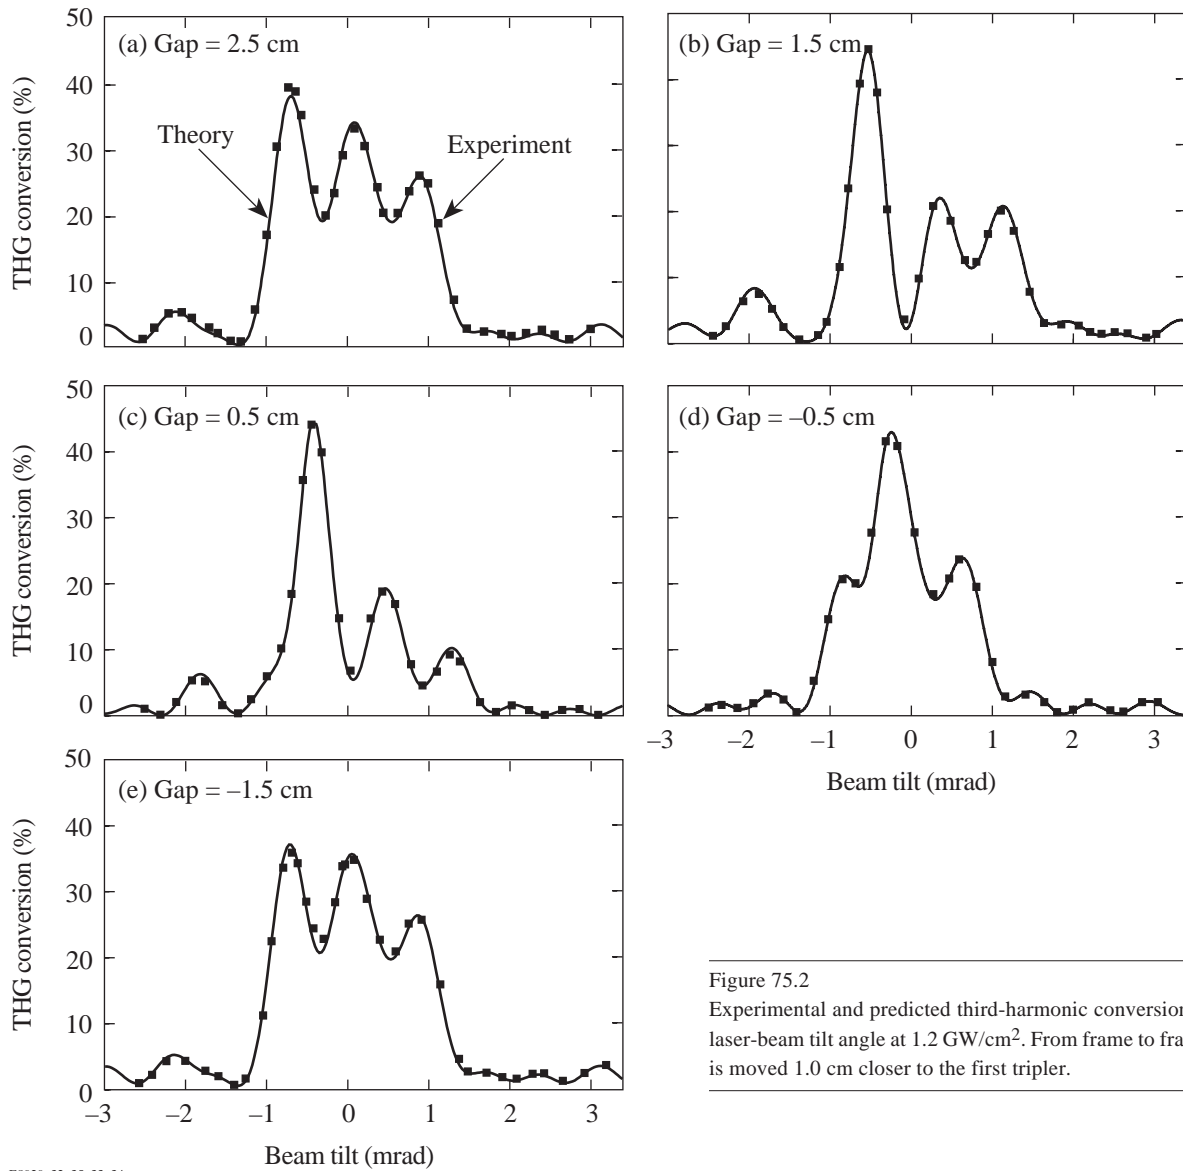 50
40
30
20
10
0
THG conversion (%)
(a) Gap = 2.5 cm
Theory
Experiment
(b) Gap = 1.5 cm
50
40
30
20
10
0
THG conversion (%)
(c) Gap = 0.5 cm
(d) Gap = –0.5 cm
–3 –2 –1 0 1 2 3
Beam tilt (mrad)
50
40
30
20
10
0
THG conversion (%)
(e) Gap = –1.5 cm
–3 –2 –1 0 1 2 3
Beam tilt (mrad)
Figure 75.2
Experimental and predicted third-harmonic conversion
laser-beam tilt angle at 1.2 GW/cm². From frame to fra
is moved 1.0 cm closer to the first tripler.